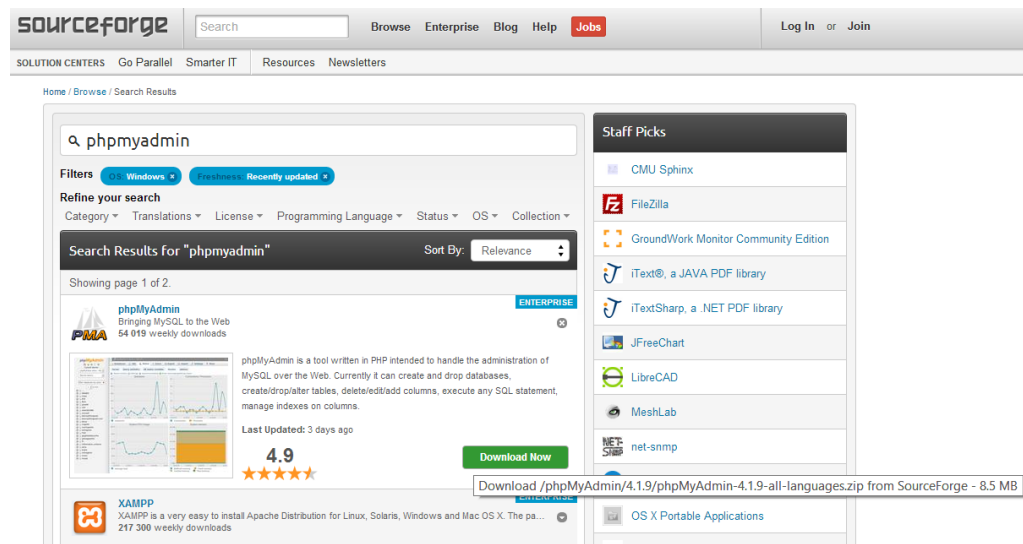 sourceforge
Search
Browse Enterprise Blog Help Jobs
Log In or Join
SOLUTION CENTERS Go Parallel Smarter IT Resources Newsletters
Home / Browse / Search Results
phpmyadmin
Filters OS: Windows x Freshness: Recently updated x
Refine your search
Category Translations License Programming Language Status OS Collection
Search Results for "phpmyadmin" Sort By: Relevance
Showing page 1 of 2.
ENTERPRISE
PMA
phpMyAdmin
Bringing MySQL to the Web
54 019 weekly downloads
phpMyAdmin is a tool written in PHP intended to handle the administration of
MySQL over the Web. Currently it can create and drop databases,
create/drop/alter tables, delete/edit/add columns, execute any SQL statement,
manage indexes on columns.
Last Updated: 3 days ago
4.9
Download Now
Download /phpMyAdmin/4.1.9/phpMyAdmin-4.1.9-all-languages.zip from SourceForge - 8.5 MB
ENTERPRISE
XAMPP
XAMPP is a very easy to install Apache Distribution for Linux, Solaris, Windows and Mac OS X. The pa...
217 300 weekly downloads
Staff Picks
CMU Sphinx
FileZilla
GroundWork Monitor Community Edition
iText®, a JAVA PDF library
iTextSharp, a .NET PDF library
JFreeChart
LibreCAD
MeshLab
NET-
SNMP
net-snmp
OS X Portable Applications